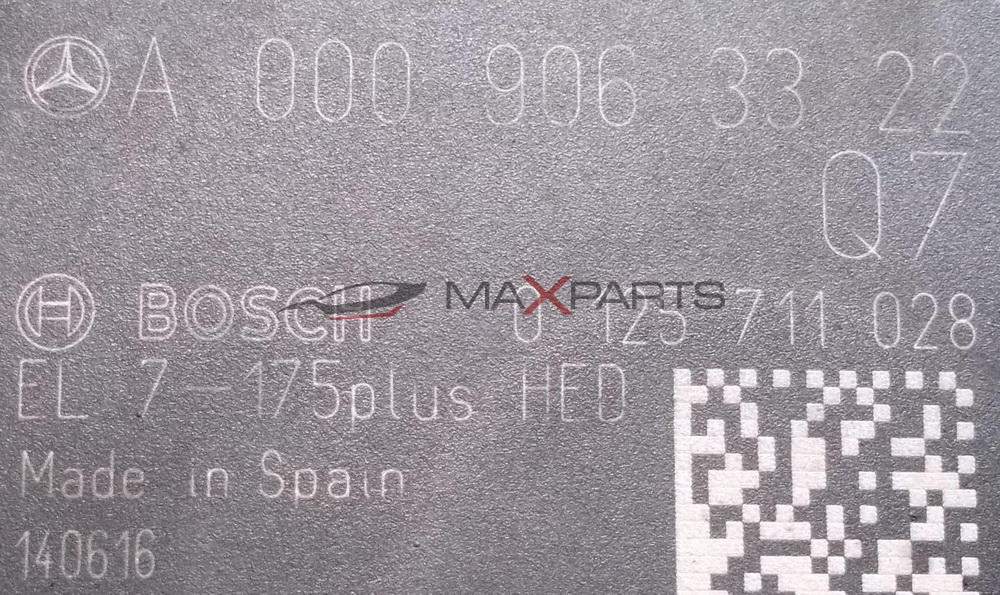 A 000 906 33 22
Q7
BOSCH 0 125 711 028
MAXPARTS
EL 7-175plus HED
Made in Spain
140616